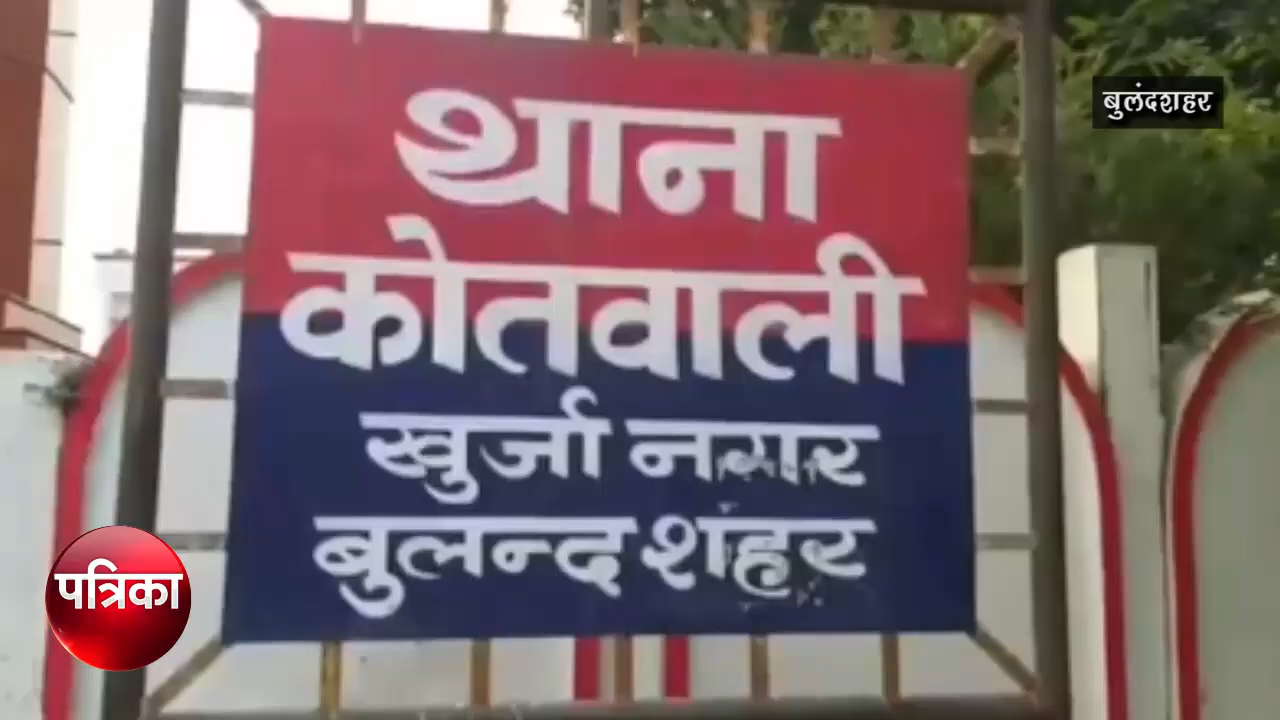 बुलंदशहर
थाना
कोतवाली
खुर्जा नगर
बुलन्दशहर
पत्रिका